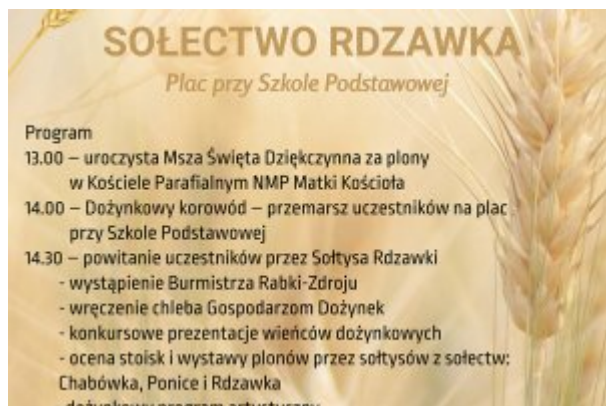 SOŁECTWO RDZAWKA
Plac przy Szkole Podstawowej
Program
13.00 – uroczysta Msza Święta Dziękczynna za plony
w Kościele Parafialnym NMP Matki Kościoła
14.00 – Dożynkowy korowód – przemarsz uczestników na plac
przy Szkole Podstawowej
14.30 – powitanie uczestników przez Sołtysa Rdzawki
- wystąpienie Burmistrza Rabki-Zdroju
- wręczenie chleba Gospodarzom Dożynek
- konkursowe prezentacje wieńców dożynkowych
- ocena stoisk i wystawy plonów przez sołtysów z sołectw:
Chabówka, Ponice i Rdzawka
- dożynkowy program artystyczny